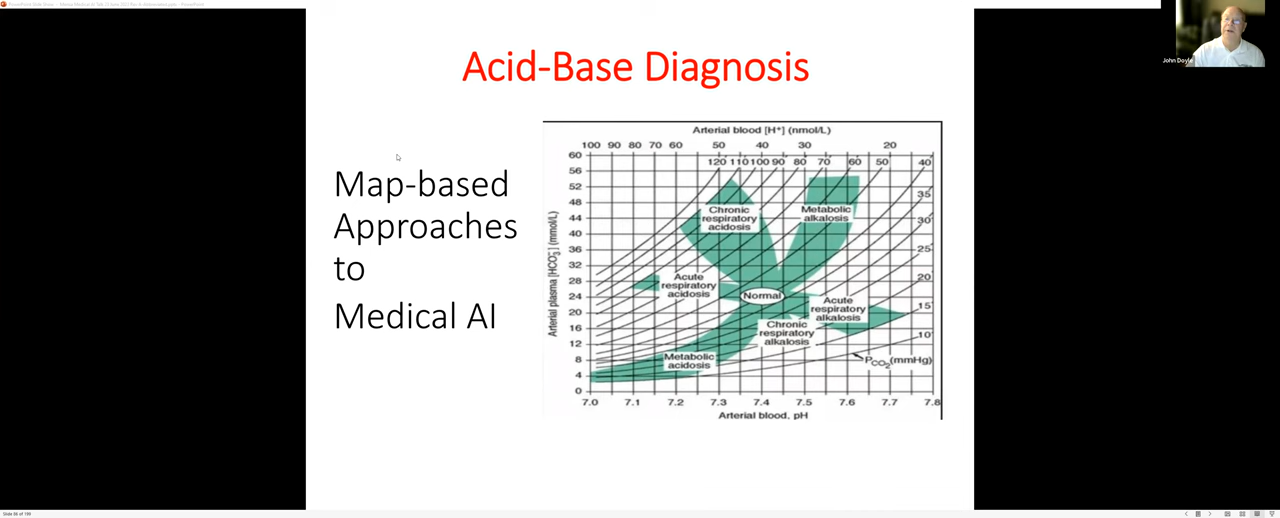 Acid-Base Diagnosis
John Doyle
Map-based
Approaches
to
Medical AI
Arterial blood [H⁺] (nmol/L)
100 90 80 70 60 50 40 30 20
60 120 110 100 90 80 70 60 50 40
56
52
48
44
40
36
32
28
24
20
16
12
8
4
0
35
30
25
20
15
10
Arterial plasma [HCO₃⁻] (mmol/L)
Chronic
respiratory
acidosis
Metabolic
alkalosis
Acute
respiratory
acidosis
Normal
Acute
respiratory
alkalosis
Chronic
respiratory
alkalosis
Metabolic
acidosis
PCO₂(mmHg)
7.0 7.1 7.2 7.3 7.4 7.5 7.6 7.7 7.8
Arterial blood, pH
Slide 86 of 199